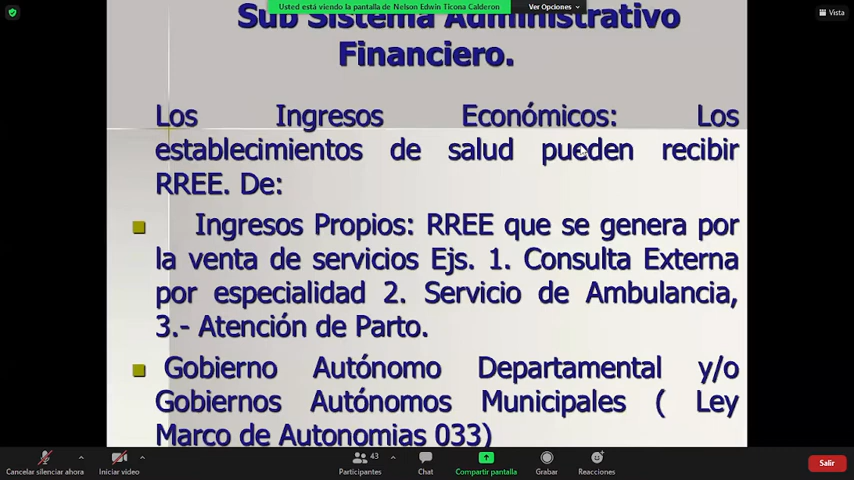 Usted está viendo la pantalla de Nelson Edwin Ticona Calderon
Ver Opciones
Vista
Sub Sistema Administrativo
Financiero.
Los Ingresos Económicos: Los
establecimientos de salud pueden recibir
RREE. De:
Ingresos Propios: RREE que se genera por
la venta de servicios Ejs. 1. Consulta Externa
por especialidad 2. Servicio de Ambulancia,
3.- Atención de Parto.
Gobierno Autónomo Departamental y/o
Gobiernos Autónomos Municipales ( Ley
Marco de Autonomias 033)
43
Cancelar silenciar ahora
Iniciar video
Participantes
Chat
Compartir pantalla
Grabar
Reacciones
Salir